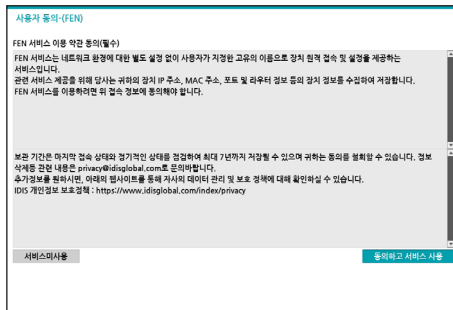 사용자 동의-(FEN)
FEN 서비스 이용 약관 동의(필수)
FEN 서비스는 네트워크 환경에 대한 별도 설정 없이 사용자가 지정한 고유의 이름으로 장치 원격 접속 및 설정을 제공하는
서비스입니다.
관련 서비스 제공을 위해 당사는 귀하의 장치 IP 주소, MAC 주소, 포트 및 라우터 정보 등의 장치 정보를 수집하여 저장합니다.
FEN 서비스를 이용하려면 위 접속 정보에 동의해야 합니다.
보관 기간은 마지막 접속 상태와 정기적인 상태를 점검하여 최대 7년까지 저장될 수 있으며 귀하는 동의를 철회할 수 있습니다. 정보
삭제등 관련 내용은 privacy@idisglobal.com로 문의바랍니다.
추가정보를 원하시면, 아래의 웹사이트를 통해 자사의 데이터 관리 및 보호 정책에 대해 확인하실 수 있습니다.
IDIS 개인정보 보호정책 : https://www.idisglobal.com/index/privacy
서비스미사용
동의하고 서비스 사용